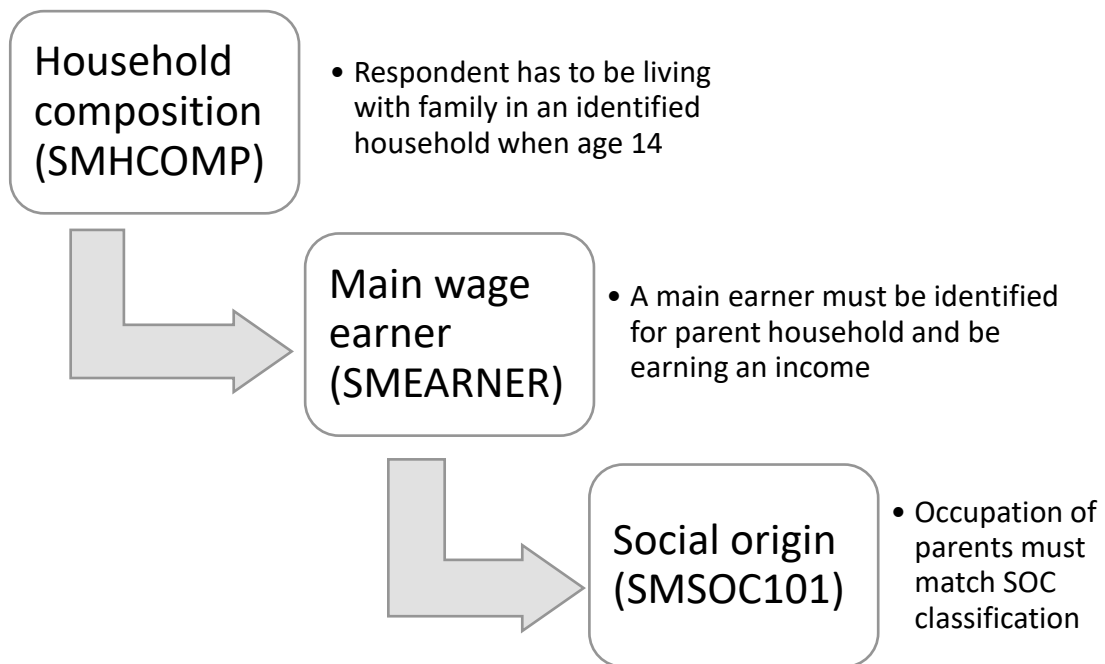 Household
composition
(SMHCOMP)
• Respondent has to be living
with family in an identified
household when age 14
Main wage
earner
(SMEARNER)
• A main earner must be identified
for parent household and be
earning an income
Social origin
(SMSOC101)
• Occupation of
parents must
match SOC
classification